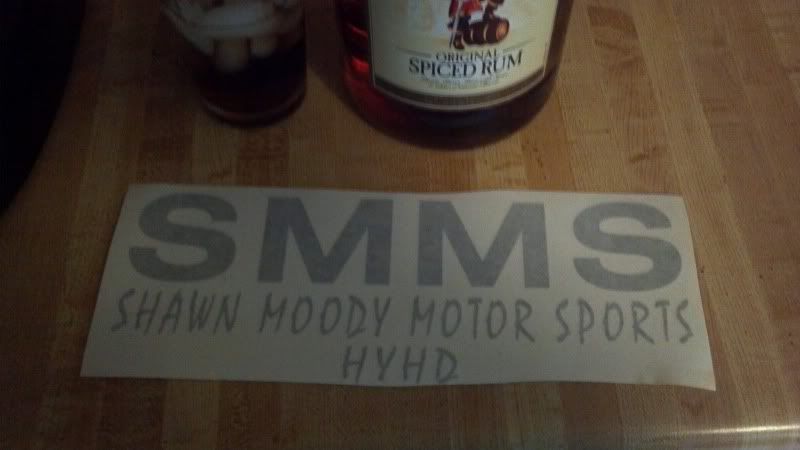 ORIGINAL
SPICED RUM
SMMS
SHAWN MOODY MOTOR SPORTS
HYHD